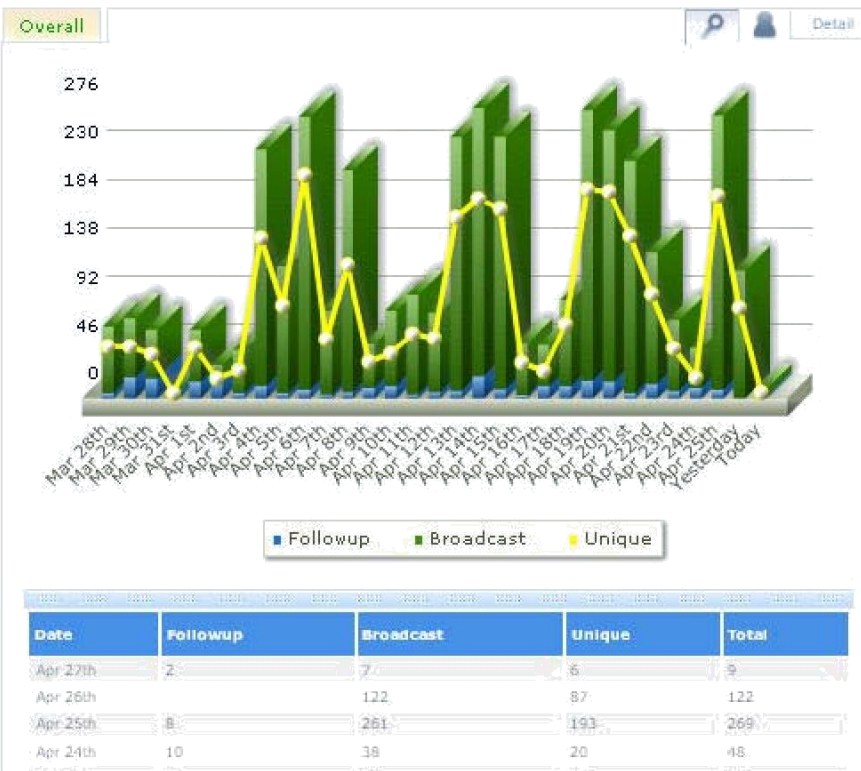 Overall
Detail
276
230
184
138
92
46
0
Mar 28th
Mar 29th
Mar 30th
Mar 31st
Apr 1st
Apr 2nd
Apr 3rd
Apr 4th
Apr 5th
Apr 6th
Apr 7th
Apr 8th
Apr 9th
Apr 10th
Apr 11th
Apr 12th
Apr 13th
Apr 14th
Apr 15th
Apr 16th
Apr 17th
Apr 18th
Apr 19th
Apr 20th
Apr 21st
Apr 22nd
Apr 23rd
Apr 24th
Apr 25th
Yesterday
Today
Followup Broadcast Unique
Date Followup Broadcast Unique Total
Apr 27th 2 7 6 9
Apr 26th 122 87 122
Apr 25th 8 261 193 269
Apr 24th 10 38 20 48